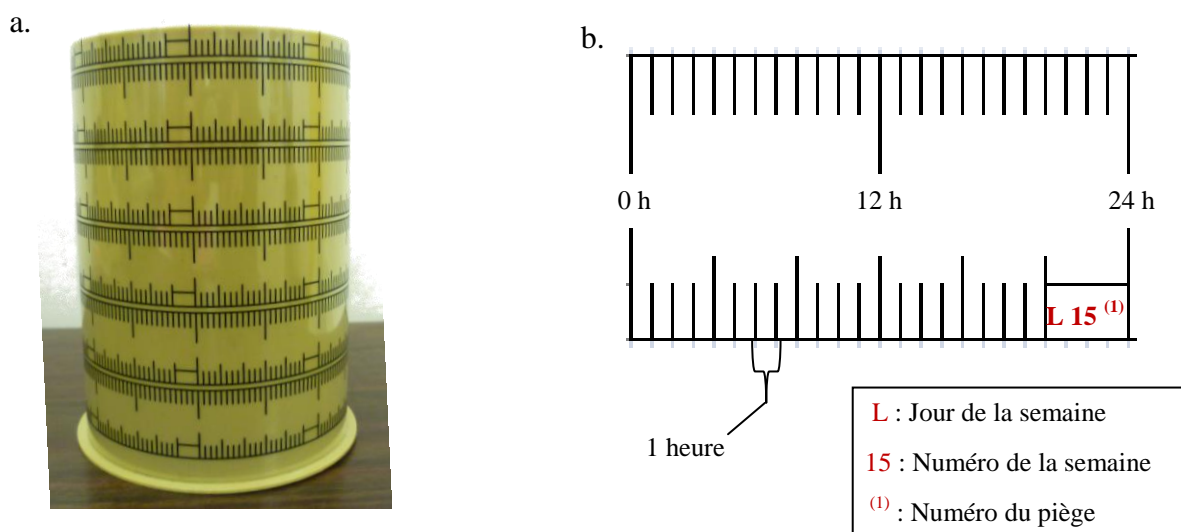 a.
b.
0 h 12 h 24 h
L 15 (1)
1 heure
L : Jour de la semaine
15 : Numéro de la semaine
(1) : Numéro du piège